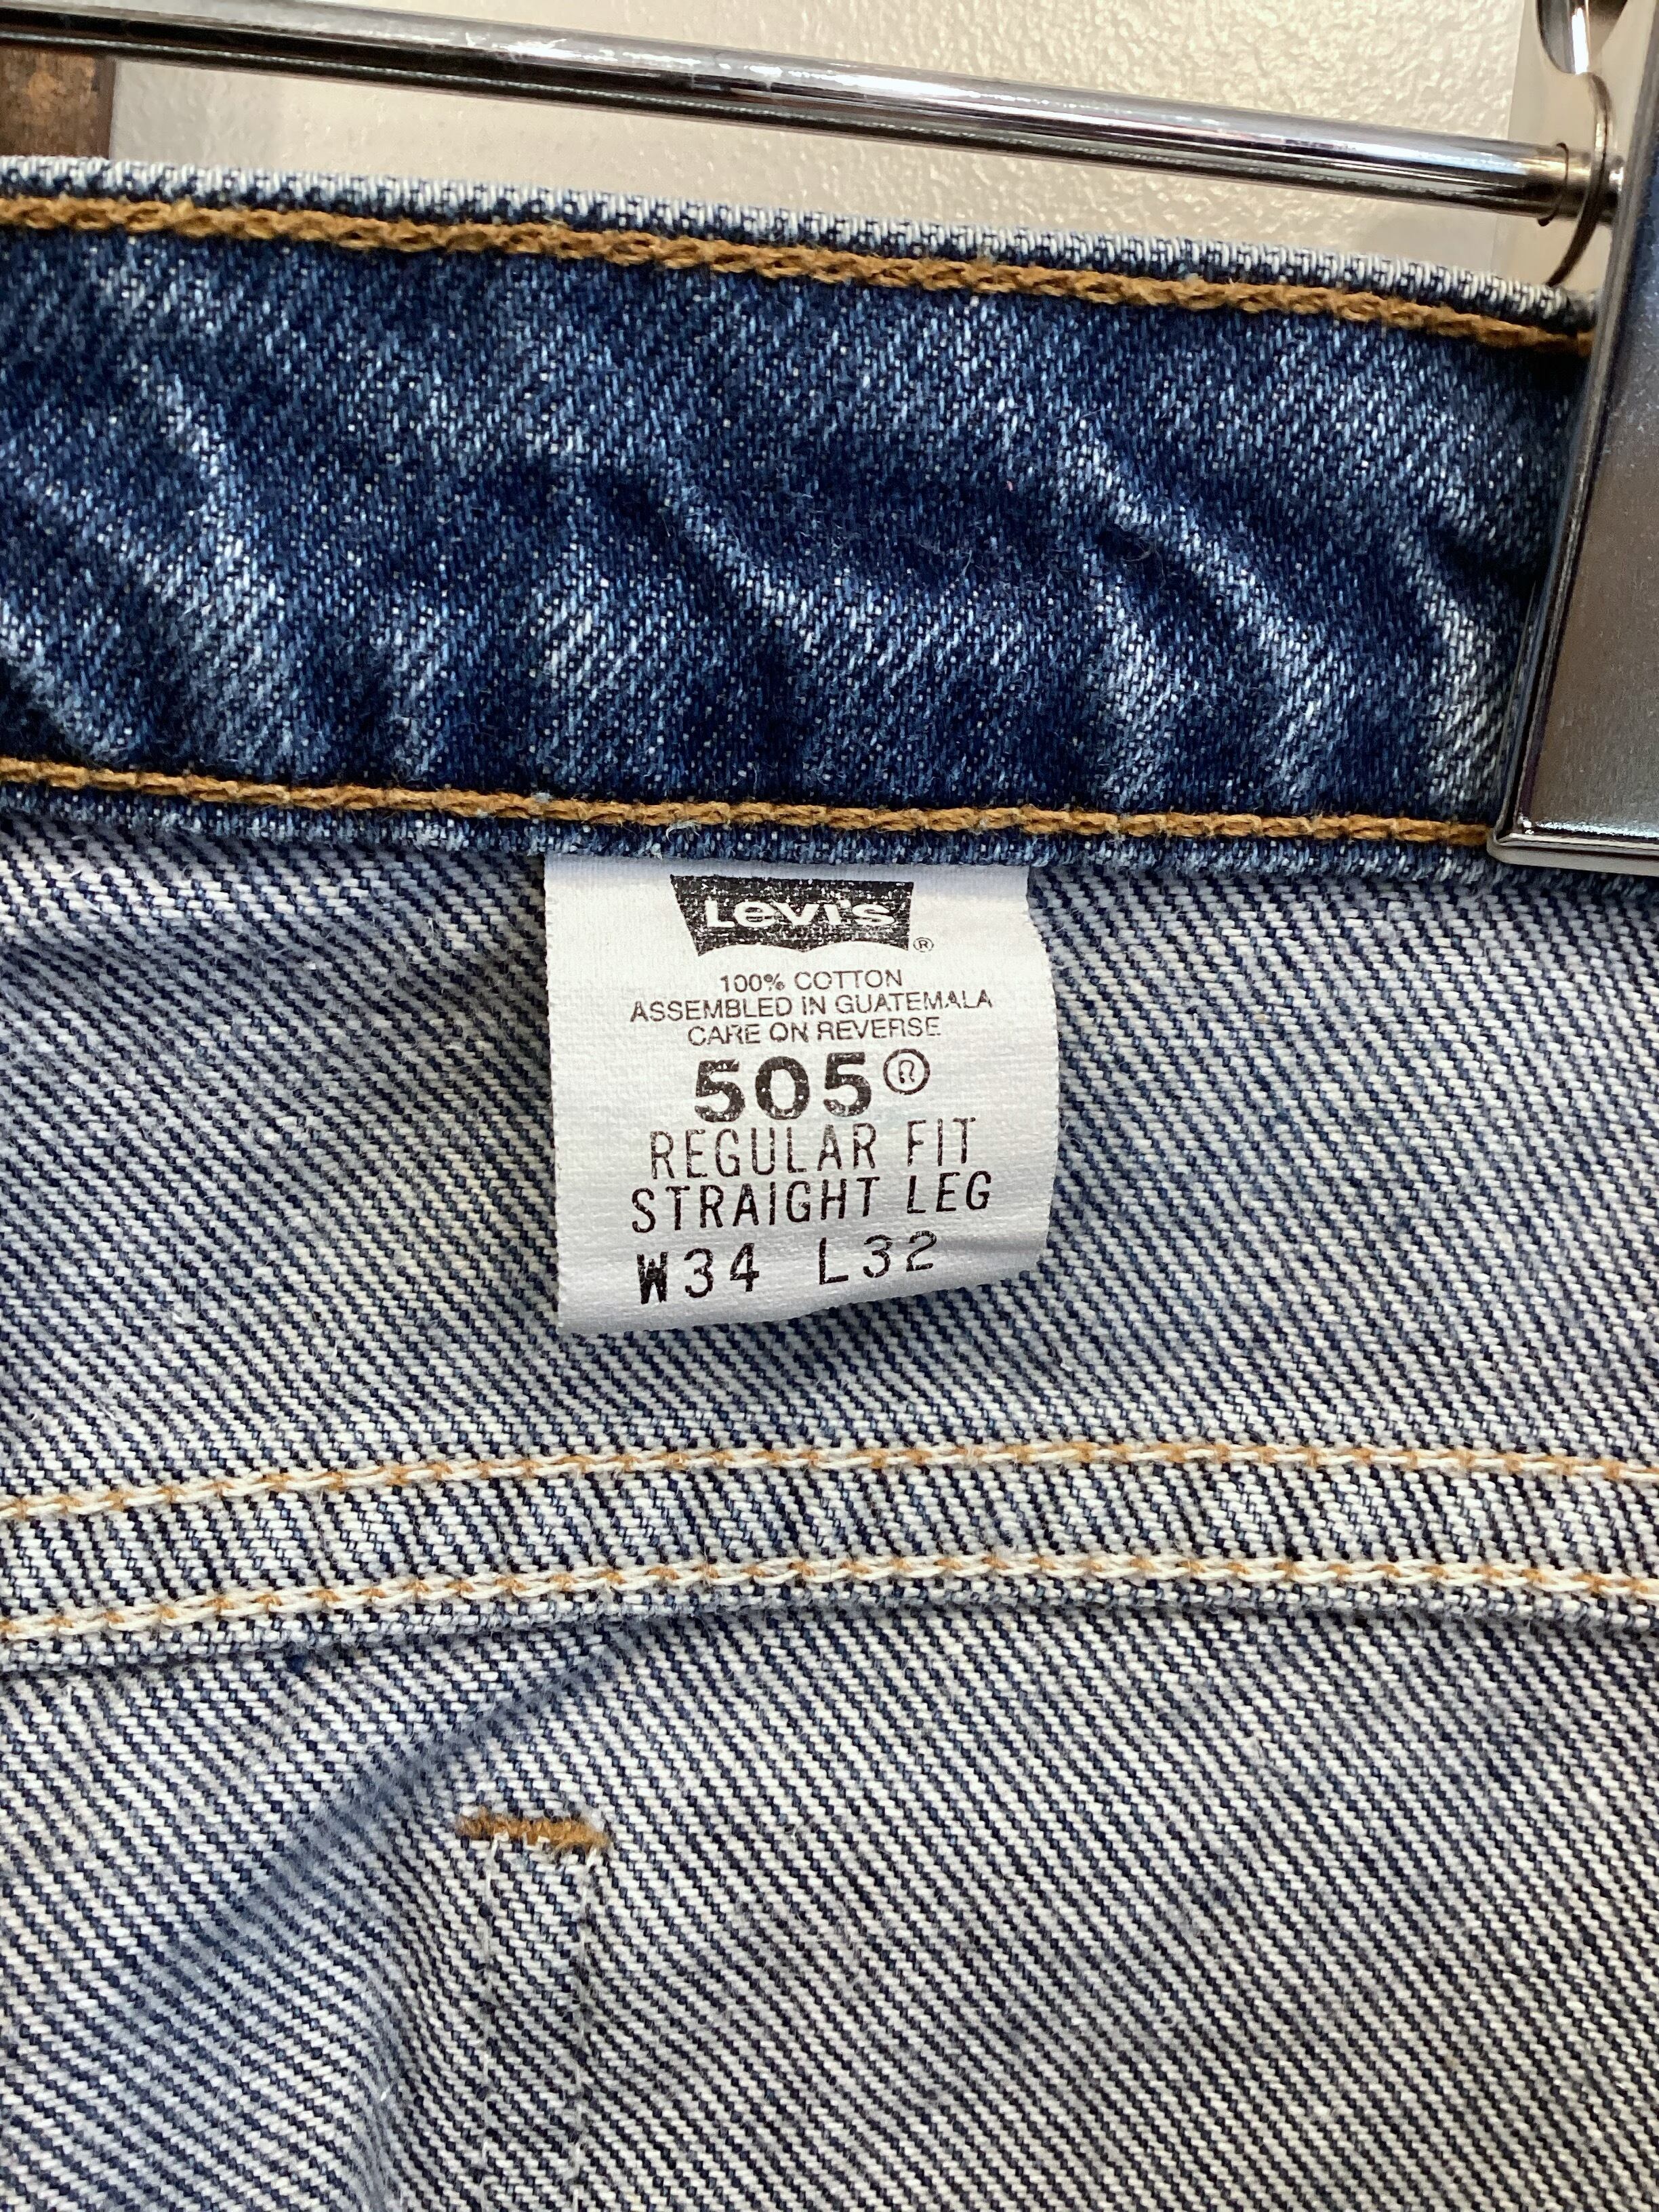 Levi's ®
100% COTTON
ASSEMBLED IN GUATEMALA
CARE ON REVERSE
505®
REGULAR FIT
STRAIGHT LEG
W34 L32